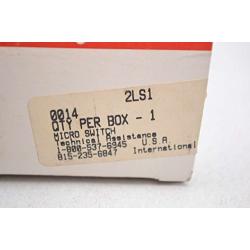 2LS1
0014
QTY PER BOX - 1
MICRO SWITCH
Technical Assistance
1-800-537-6945 U.S.A.
815-235-6847 International